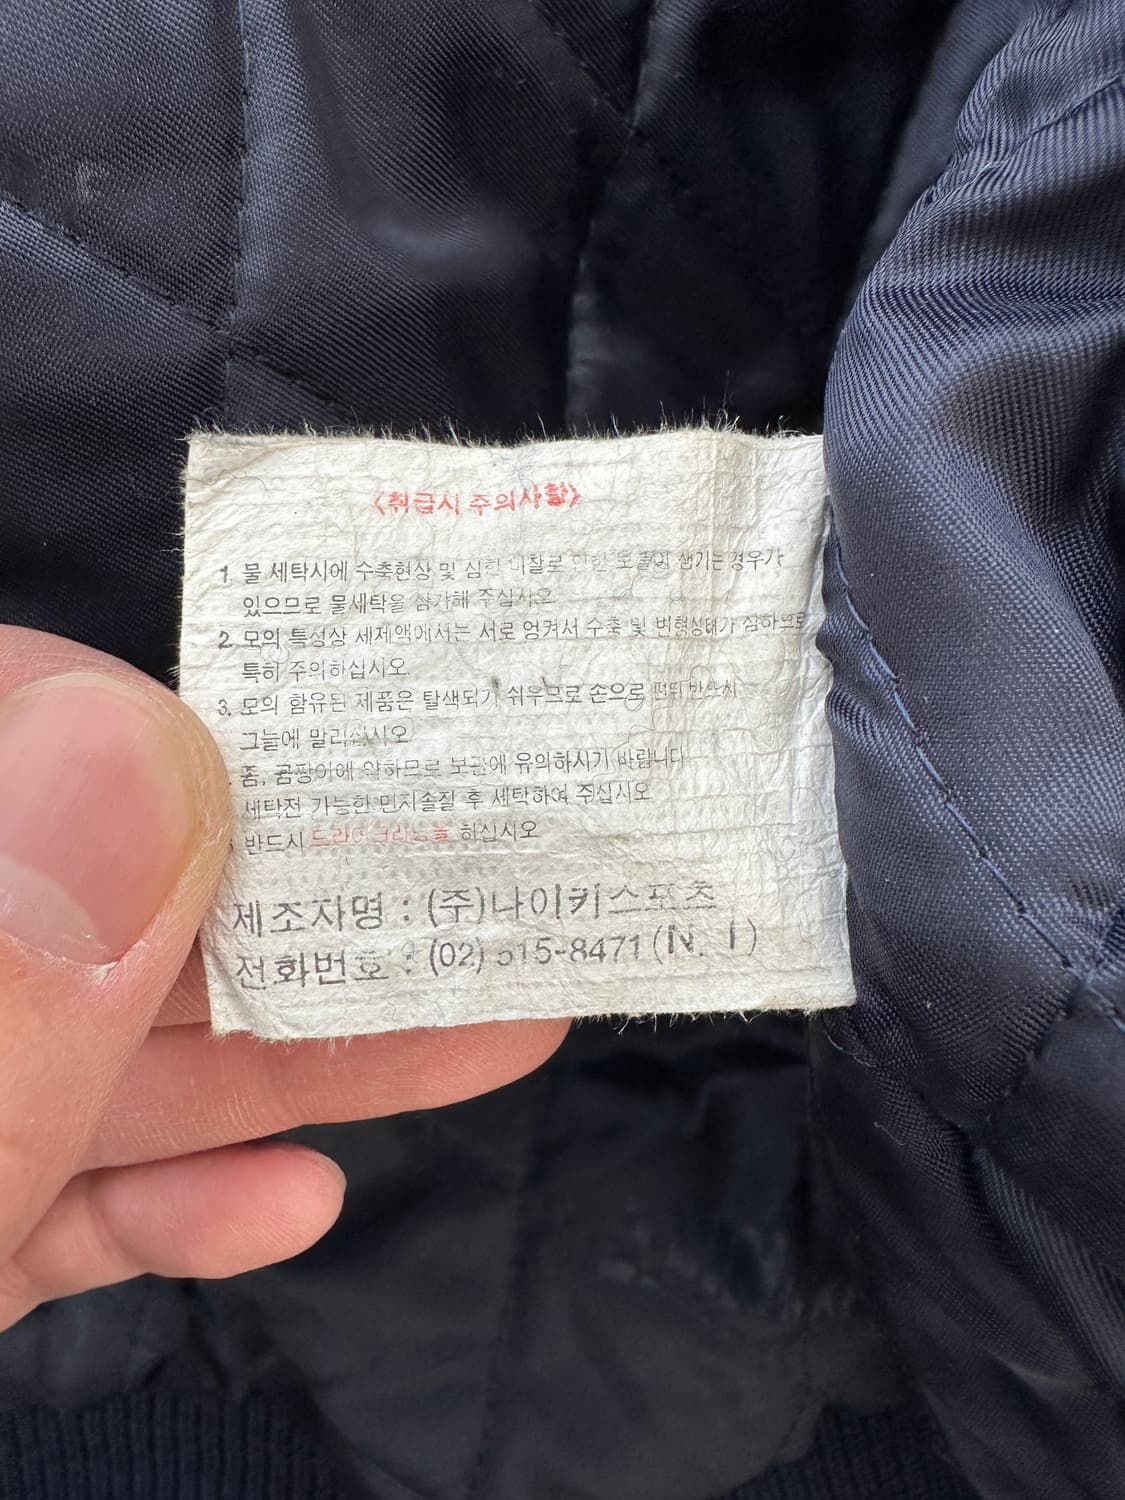 <취급시 주의사항>
1. 물 세탁시에 수축현상 및 심한 마찰로 인한 보풀이 생기는 경우가
있으므로 물세탁을 삼가해 주십시오
2. 모의 특성상 세제액에서는 서로 엉켜서 수축 및 변형상태가 심하므로
특히 주의하십시오.
3. 모의 함유된 제품은 탈색되기 쉬우므로 손으로 반드시
그늘에 말리십시오
좀, 곰팡이에 약하므로 보관에 유의하시기 바랍니다
세탁전 가능한 먼지솔질 후 세탁하여 주십시오
반드시 드라이크리닝을 하십시오
제조자명 : (주)나이키스포츠
전화번호 : (02) 515-8471 (N. I)